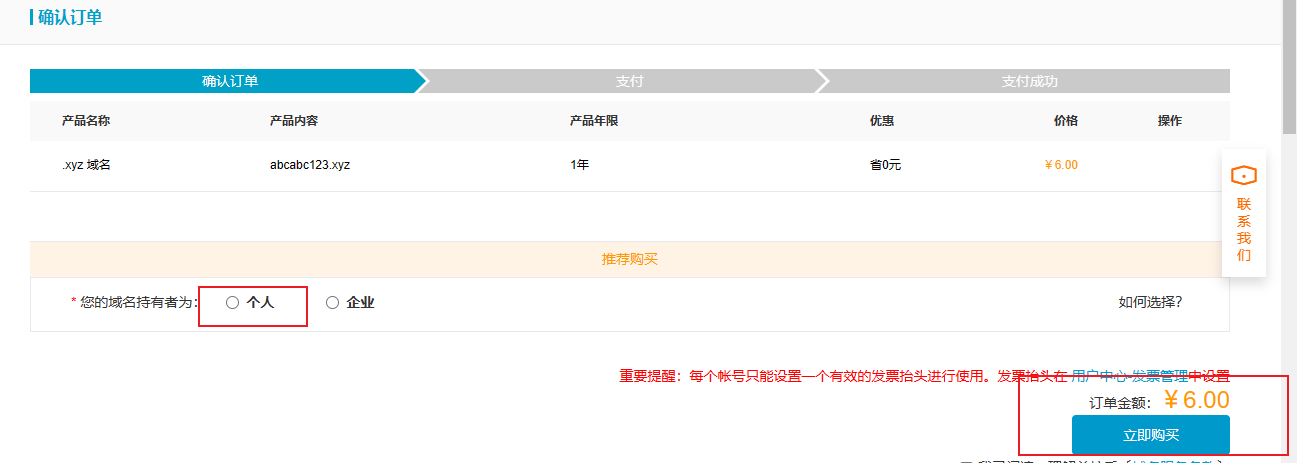 确认订单
确认订单 支付 支付成功
产品名称 产品内容 产品年限 优惠 价格 操作
.xyz 域名 abcabc123.xyz 1年 省0元 ¥6.00
联系我们
推荐购买
* 您的域名持有者为: 个人 企业 如何选择?
重要提醒：每个帐号只能设置一个有效的发票抬头进行使用。发票抬头在 用户中心-发票管理中设置
订单金额: ¥6.00
立即购买